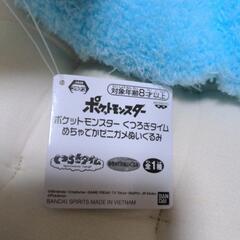 対象年齢8才以上
ポケットモンスター
ポケットモンスター くつろぎタイム
めちゃでかゼニガメぬいぐるみ
くつろぎタイム
全1種
BANDAI SPIRITS MADE IN VIETNAM
BANDAI